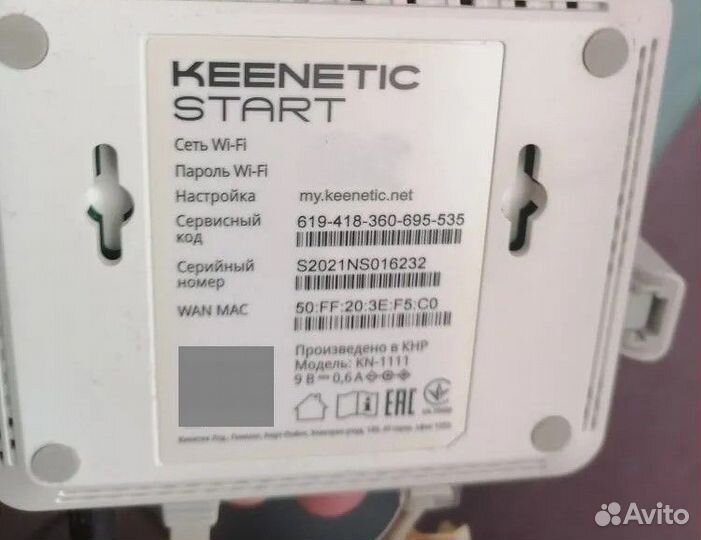 KEENETIC
START
Сеть Wi-Fi
Пароль Wi-Fi
Настройка my.keenetic.net
Сервисный код 619-418-360-695-535
Серийный номер S2021NS016232
WAN MAC 50:FF:20:3E:F5:C0
Произведено в КНР
Модель: KN-1111
9 В 0,6 А
EAC
Avito